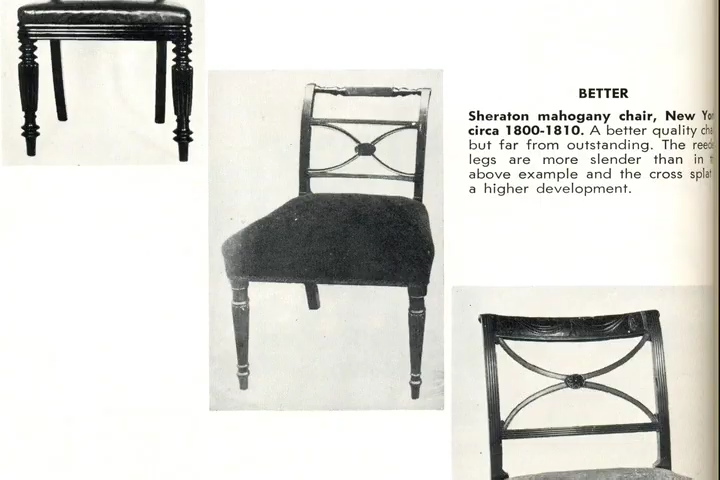 BETTER
Sheraton mahogany chair, New
circa 1800-1810. A better quality
but far from outstanding. The
legs are more slender than in
above example and the cross splat
a higher development.